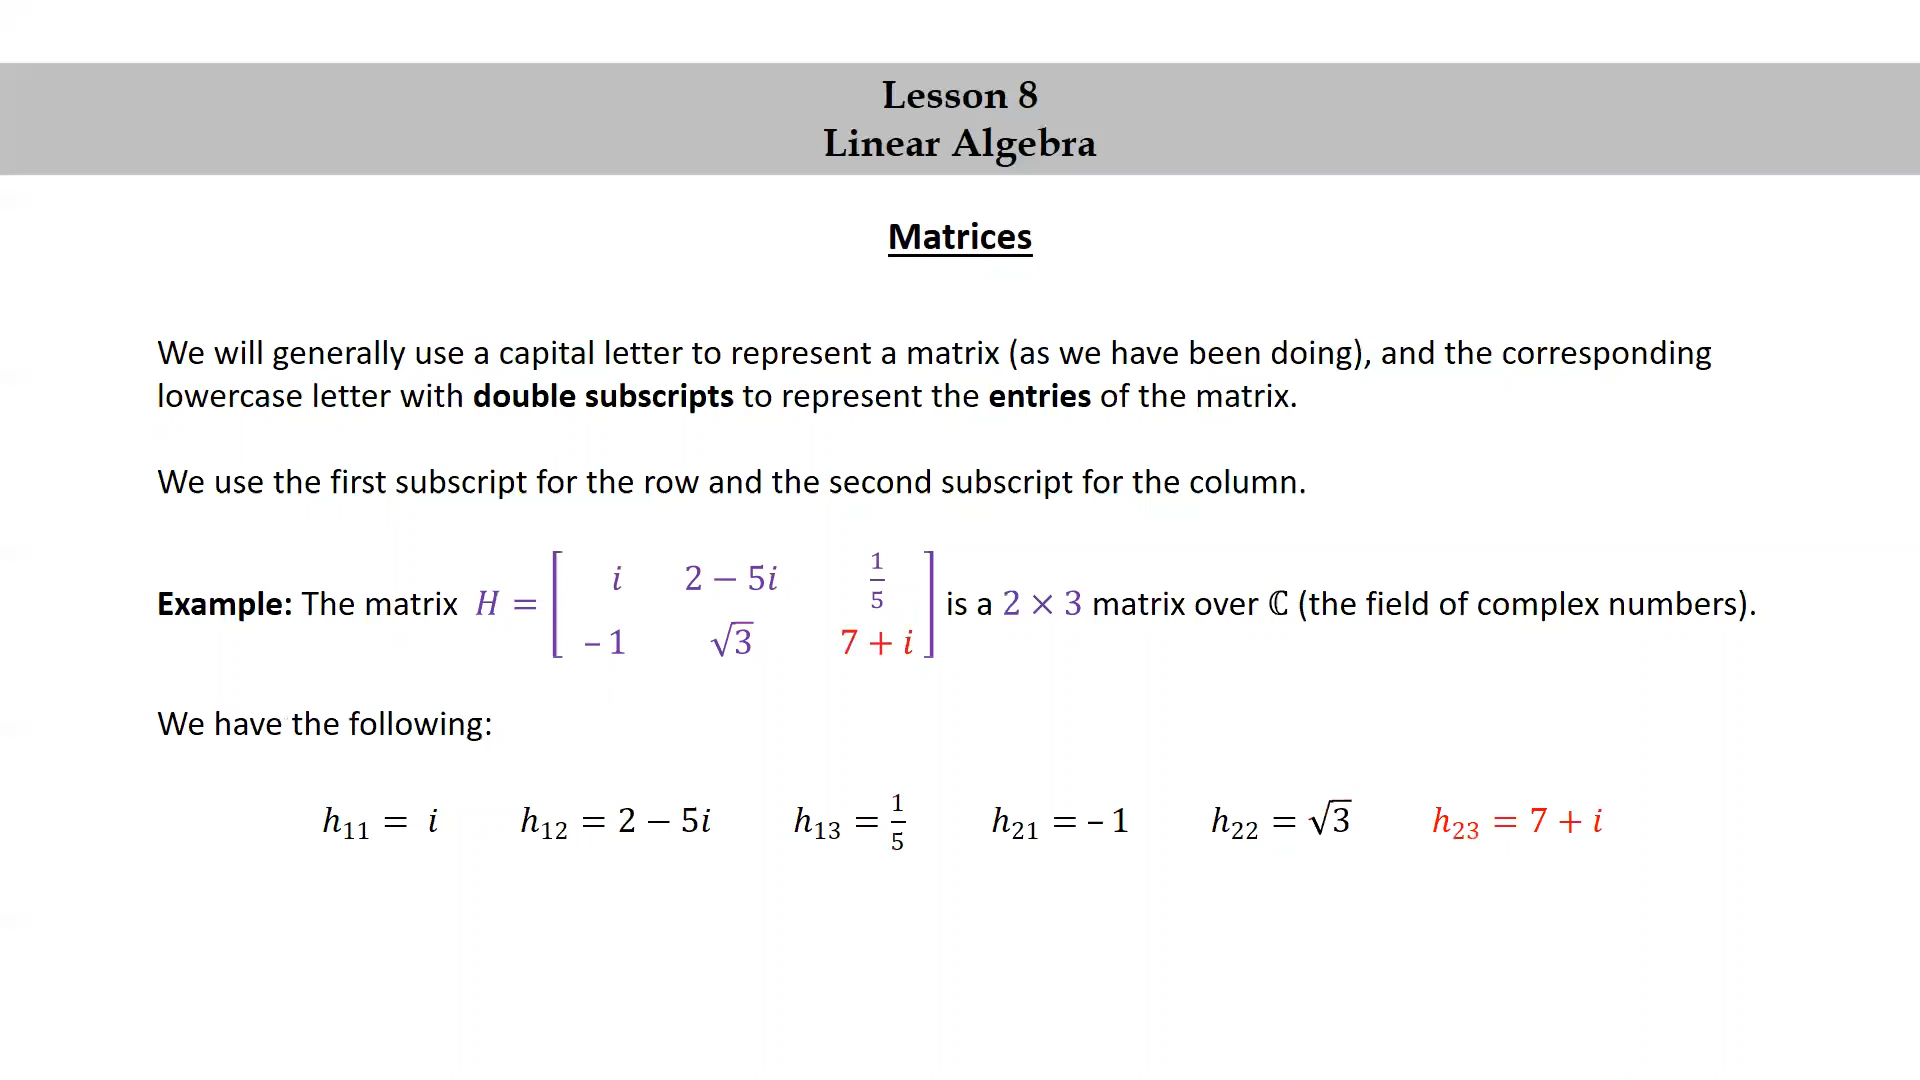 Lesson 8
Linear Algebra
Matrices
We will generally use a capital letter to represent a matrix (as we have been doing), and the corresponding
lowercase letter with double subscripts to represent the entries of the matrix.
We use the first subscript for the row and the second subscript for the column.
Example: The matrix H = [ i 2 − 5i 1/5 ; –1 √3 7 + i ] is a 2 × 3 matrix over ℂ (the field of complex numbers).
We have the following:
h₁₁ = i h₁₂ = 2 − 5i h₁₃ = 1/5 h₂₁ = –1 h₂₂ = √3 h₂₃ = 7 + i